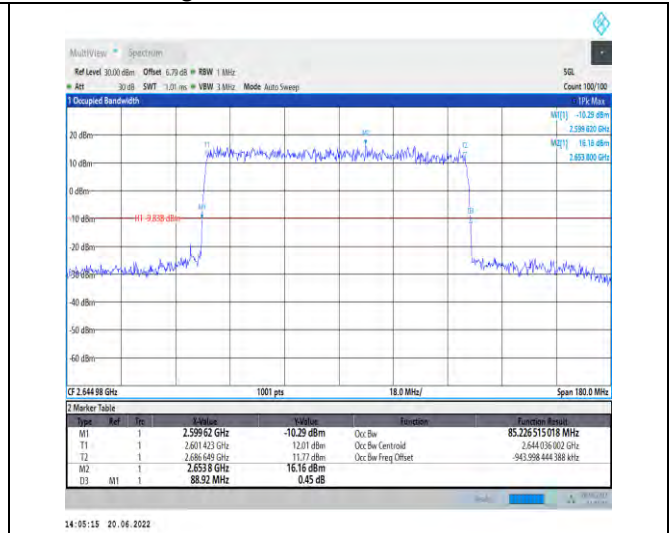 MultiView Spectrum
Ref Level 30.00 dBm Offset 6.79 dB RBW 1 MHz SGL
Att 30 dB SWT 1.01 ms VBW 3 MHz Mode Auto Sweep Count 100/100
1 Occupied Bandwidth 1Pk Max
M1[1] -10.29 dBm
2.599 620 GHz
M2[1] 16.16 dBm
2.653 800 GHz
M2
20 dBm
T1 T2
10 dBm
0 dBm
M1 D3
-10 dBm H1 -9.838 dBm
-20 dBm
-30 dBm
-40 dBm
-50 dBm
-60 dBm
CF 2.644 98 GHz 1001 pts 18.0 MHz/ Span 180.0 MHz
2 Marker Table
Type Ref Trc X-Value Y-Value Function Function Result
M1 1 2.599 62 GHz -10.29 dBm Occ Bw 85.226 515 018 MHz
T1 1 2.601 423 GHz 12.01 dBm Occ Bw Centroid 2.644 036 002 GHz
T2 1 2.686 649 GHz 11.77 dBm Occ Bw Freq Offset -943.998 444 388 kHz
M2 1 2.653 8 GHz 16.16 dBm
D3 M1 1 88.92 MHz 0.45 dB
14:05:15 20.06.2022